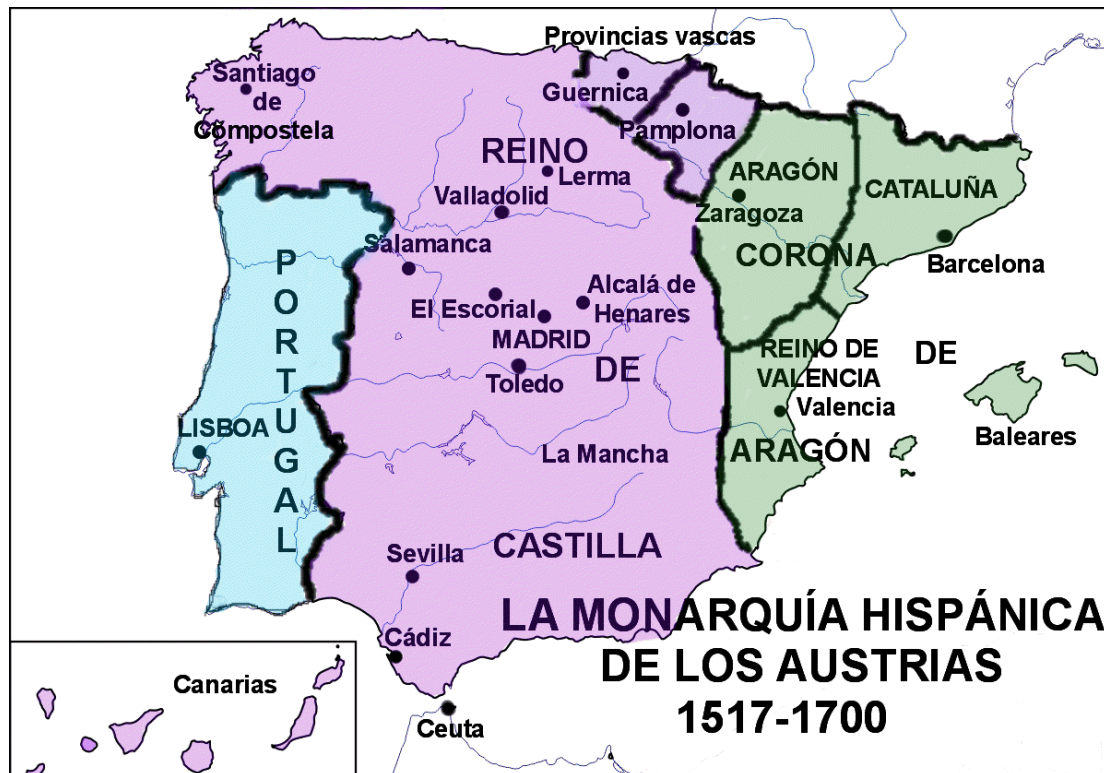 Provincias vascas
Santiago
de
Compostela
Guernica
Pamplona
REINO
Lerma
Valladolid
ARAGÓN
Zaragoza
CATALUÑA
Salamanca
CORONA
Barcelona
PORTUGAL
El Escorial
Alcalá de
Henares
MADRID
DE
Toledo
REINO DE
VALENCIA
Valencia
DE
LISBOA
La Mancha
ARAGÓN
Baleares
Sevilla
CASTILLA
Cádiz
Ceuta
Canarias
LA MONARQUÍA HISPÁNICA
DE LOS AUSTRIAS
1517-1700